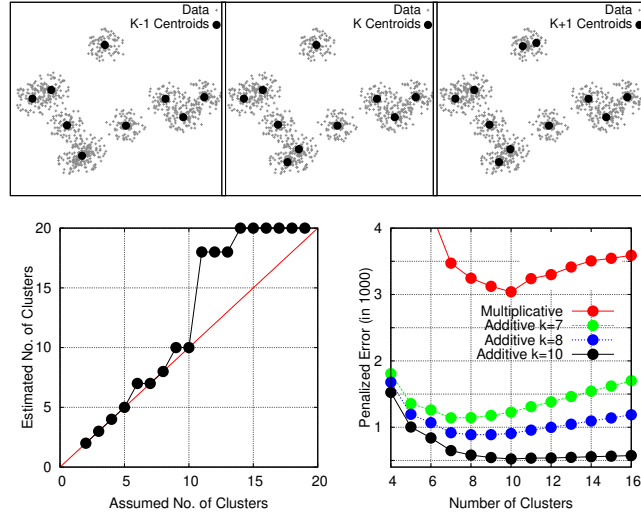 Data
K-1 Centroids
Data
K Centroids
Data
K+1 Centroids
20
15
10
5
0
0 5 10 15 20
Estimated No. of Clusters
Assumed No. of Clusters
4
3
2
1
4 6 8 10 12 14 16
Penalized Error (in 1000)
Number of Clusters
Multiplicative
Additive k=7
Additive k=8
Additive k=10